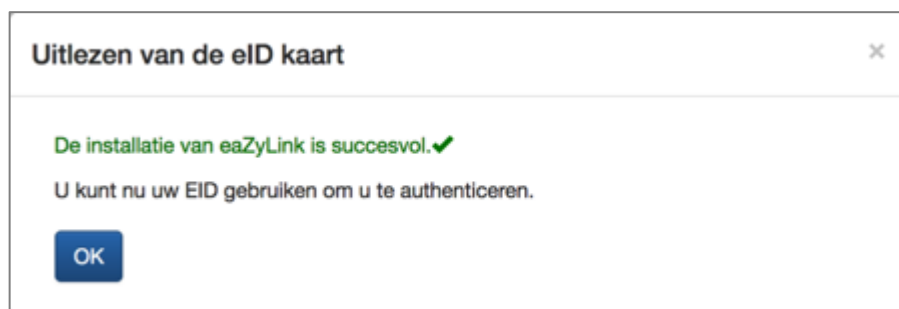 Uitlezen van de eID kaart
×
De installatie van eaZyLink is succesvol.✔
U kunt nu uw EID gebruiken om u te authenticeren.
OK